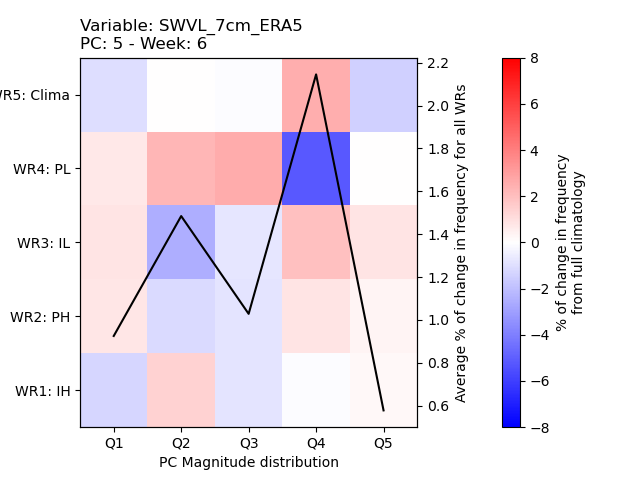 Variable: SWVL_7cm_ERA5
PC: 5 - Week: 6
WR5: Clima
WR4: PL
WR3: IL
WR2: PH
WR1: IH
Q1 Q2 Q3 Q4 Q5
PC Magnitude distribution
2.2
2.0
1.8
1.6
1.4
1.2
1.0
0.8
0.6
Average % of change in frequency for all WRs
8
6
4
2
0
−2
−4
−6
−8
% of change in frequency
from full climatology